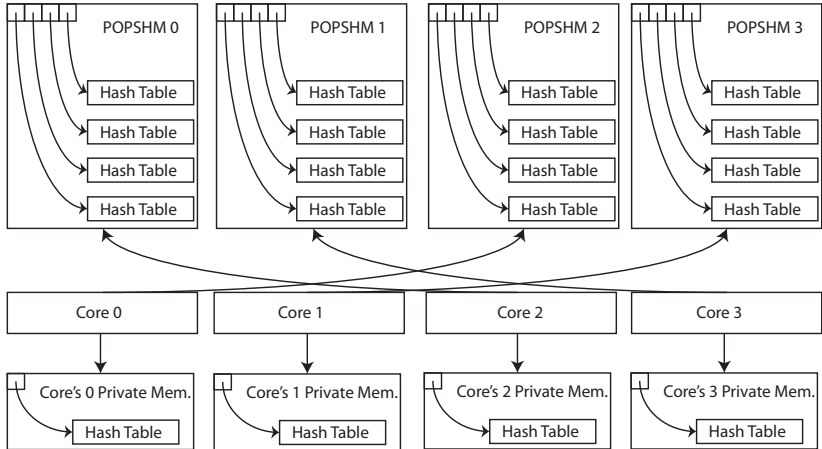 POPSHM 0 POPSHM 1 POPSHM 2 POPSHM 3
Hash Table Hash Table Hash Table Hash Table
Hash Table Hash Table Hash Table Hash Table
Hash Table Hash Table Hash Table Hash Table
Hash Table Hash Table Hash Table Hash Table
Core 0 Core 1 Core 2 Core 3
Core's 0 Private Mem. Core's 1 Private Mem. Core's 2 Private Mem. Core's 3 Private Mem.
Hash Table Hash Table Hash Table Hash Table